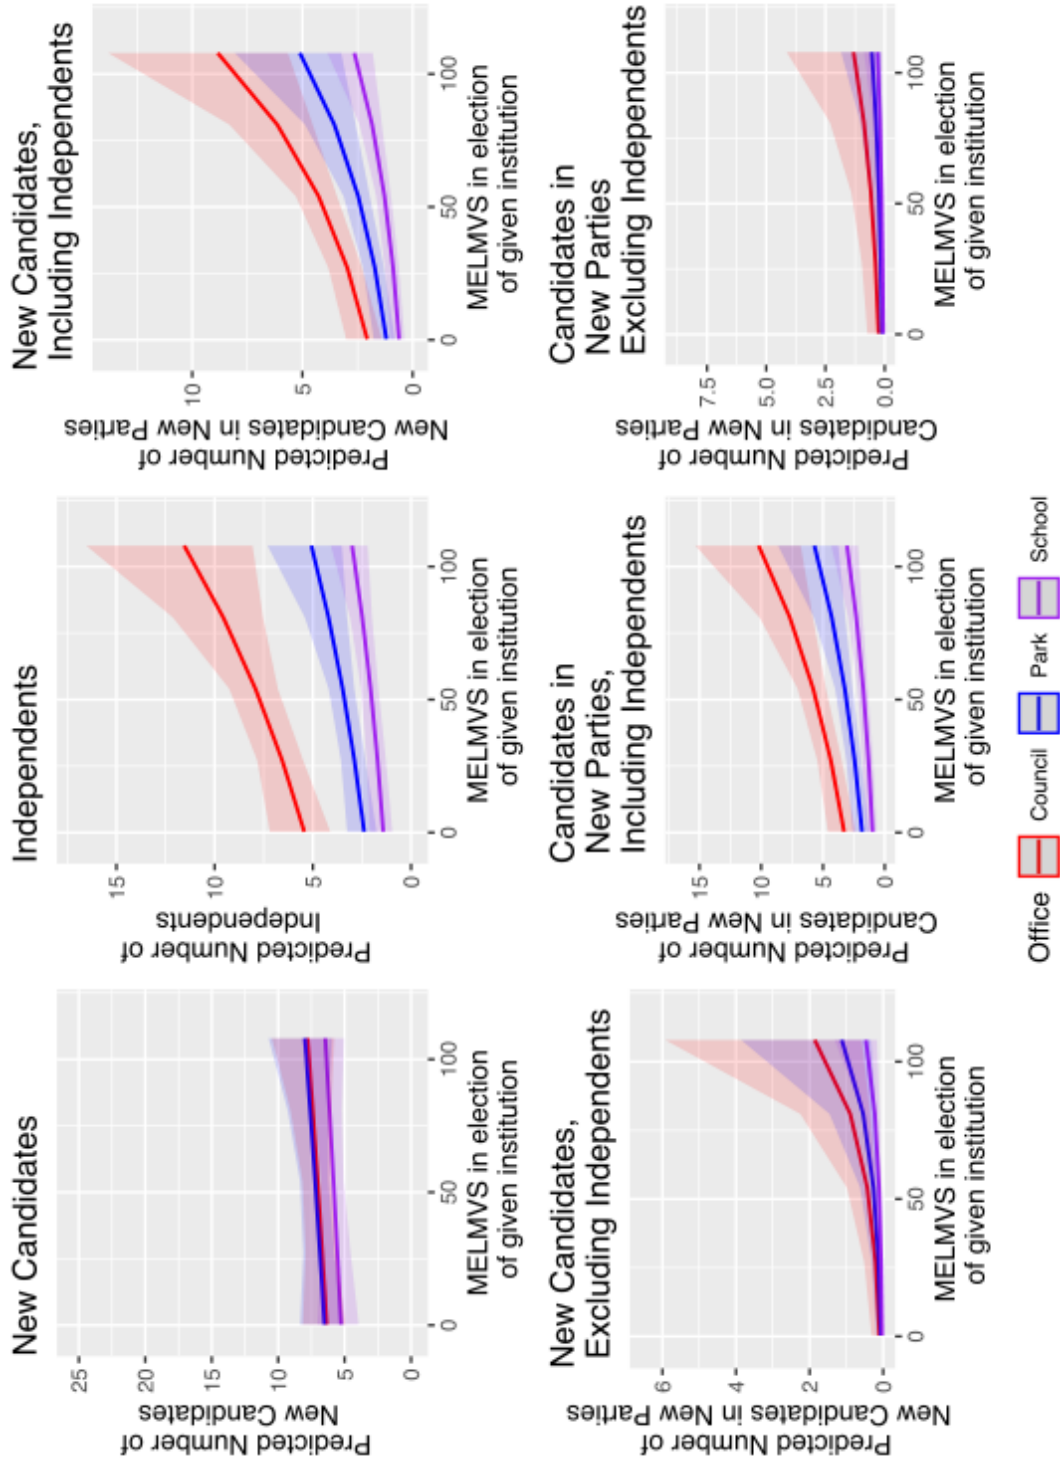 New Candidates
Predicted Number of
New Candidates
25
20
15
10
5
0
0 50 100
MELMVS in election
of given institution
Independents
Predicted Number of
Independents
15
10
5
0
0 50 100
MELMVS in election
of given institution
New Candidates,
Including Independents
Predicted Number of
New Candidates in New Parties
10
5
0
0 50 100
MELMVS in election
of given institution
New Candidates,
Excluding Independents
Predicted Number of
New Candidates in New Parties
6
4
2
0
0 50 100
MELMVS in election
of given institution
Candidates in
New Parties,
Including Independents
Predicted Number of
Candidates in New Parties
15
10
5
0
0 50 100
MELMVS in election
of given institution
Candidates in
New Parties
Excluding Independents
Predicted Number of
Candidates in New Parties
7.5
5.0
2.5
0.0
0 50 100
MELMVS in election
of given institution
Office Council Park School